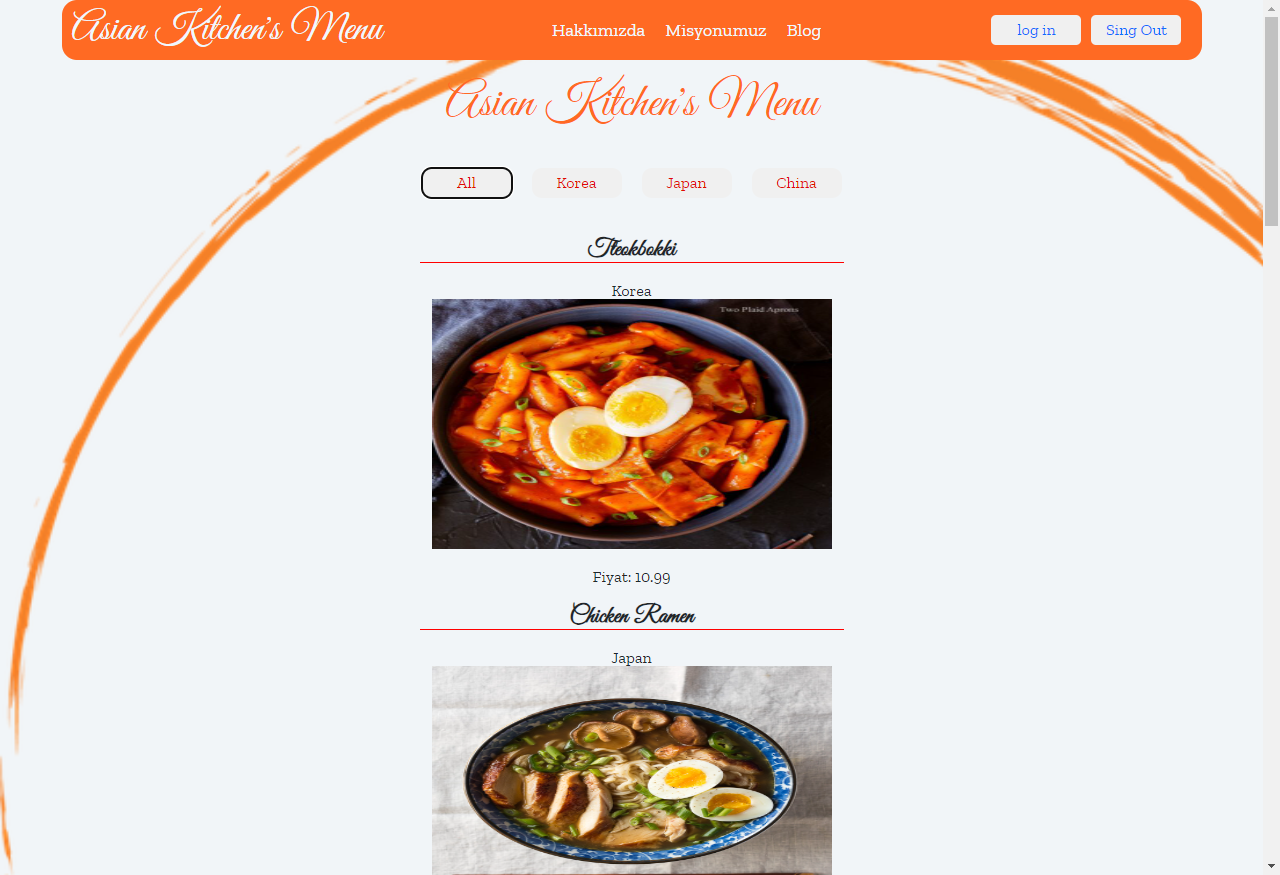 Asian Kitchen's Menu
Hakkımızda Misyonumuz Blog
log in
Sing Out
Asian Kitchen's Menu
All
Korea
Japan
China
Tteokbokki
Korea
Two Plaid Aprons
Fiyat: 10.99
Chicken Ramen
Japan